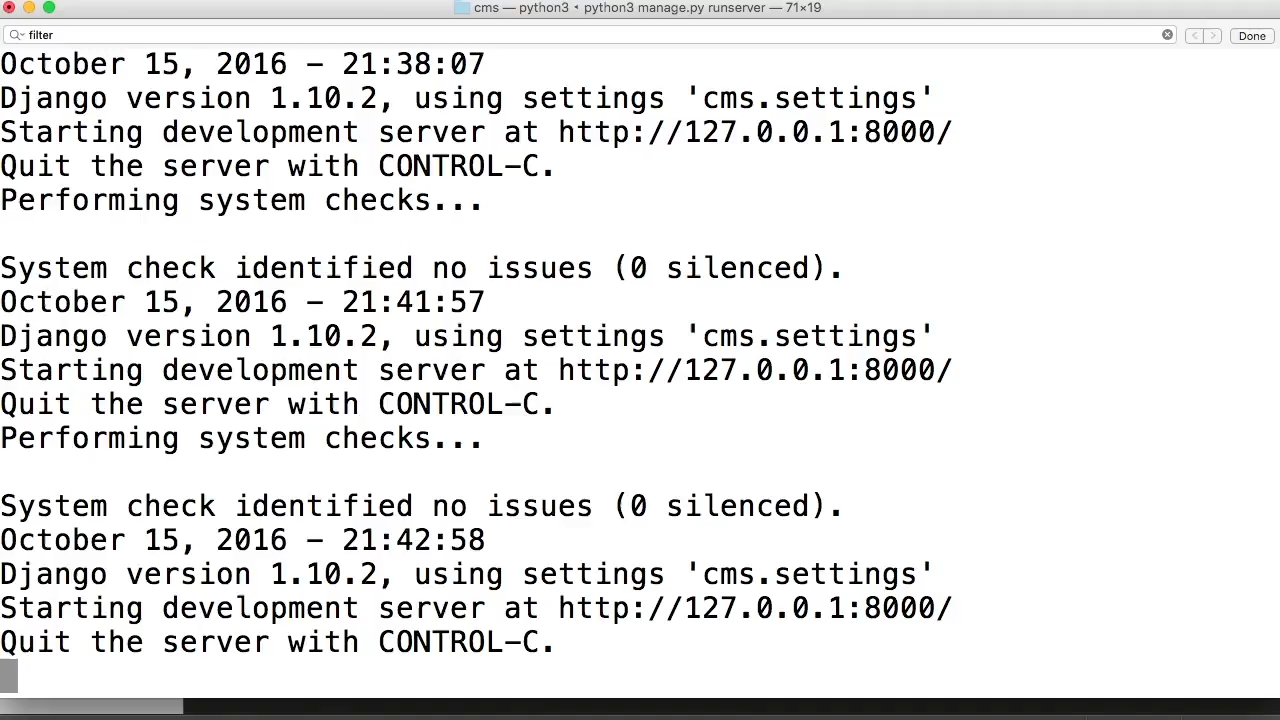 cms — python3 • python3 manage.py runserver — 71×19
filter
Done
October 15, 2016 - 21:38:07
Django version 1.10.2, using settings 'cms.settings'
Starting development server at http://127.0.0.1:8000/
Quit the server with CONTROL-C.
Performing system checks...
System check identified no issues (0 silenced).
October 15, 2016 - 21:41:57
Django version 1.10.2, using settings 'cms.settings'
Starting development server at http://127.0.0.1:8000/
Quit the server with CONTROL-C.
Performing system checks...
System check identified no issues (0 silenced).
October 15, 2016 - 21:42:58
Django version 1.10.2, using settings 'cms.settings'
Starting development server at http://127.0.0.1:8000/
Quit the server with CONTROL-C.